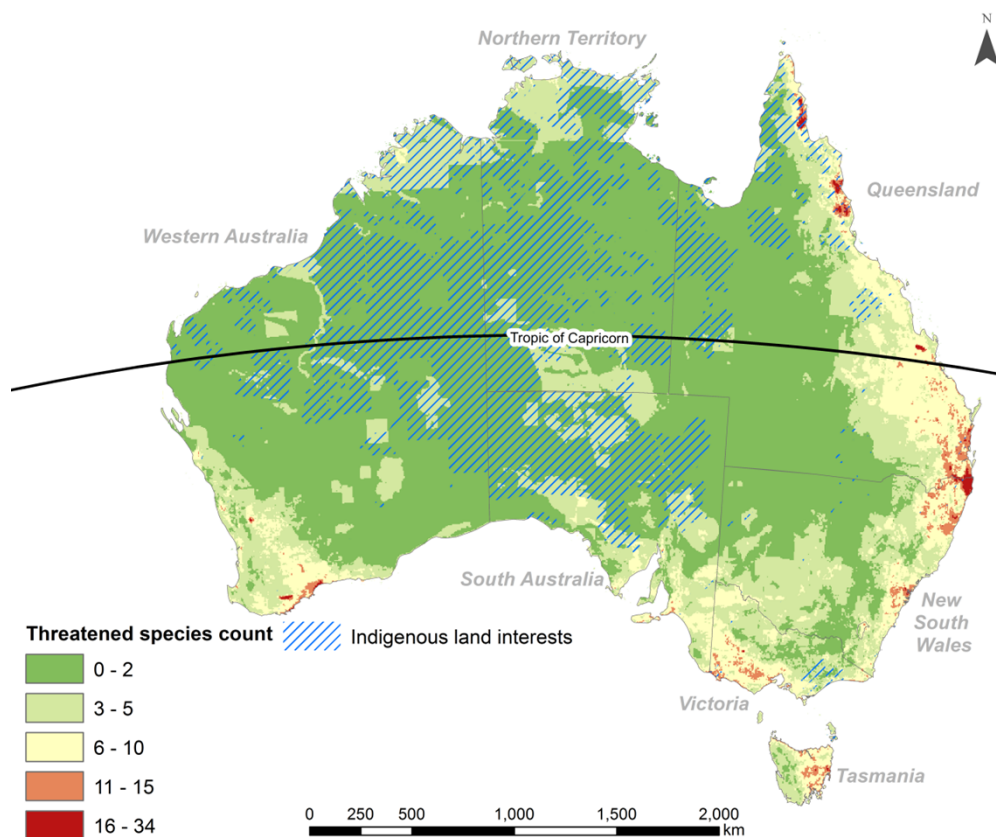 N
Northern Territory
Queensland
Western Australia
Tropic of Capricorn
South Australia
New
South
Wales
Victoria
Tasmania
Threatened species count
Indigenous land interests
0 - 2
3 - 5
6 - 10
11 - 15
16 - 34
0 250 500 1,000 1,500 2,000
km